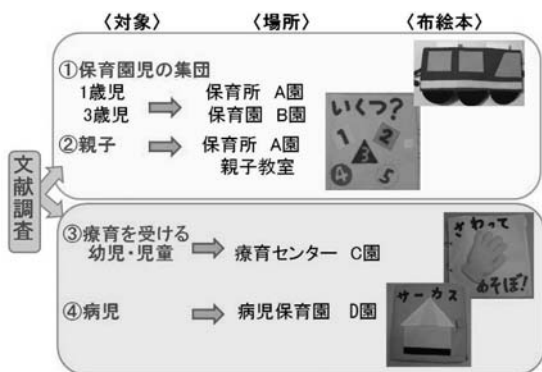 〈対象〉 〈場所〉 〈布絵本〉
①保育園児の集団
1歳児 保育所 A園
3歳児 保育園 B園
②親子 保育所 A園
親子教室
いくつ?
1 2
3
4 5
文献調査
③療育を受ける
幼児・児童 療育センター C園
④病児 病児保育園 D園
さわって
あそぼ!
サーカス